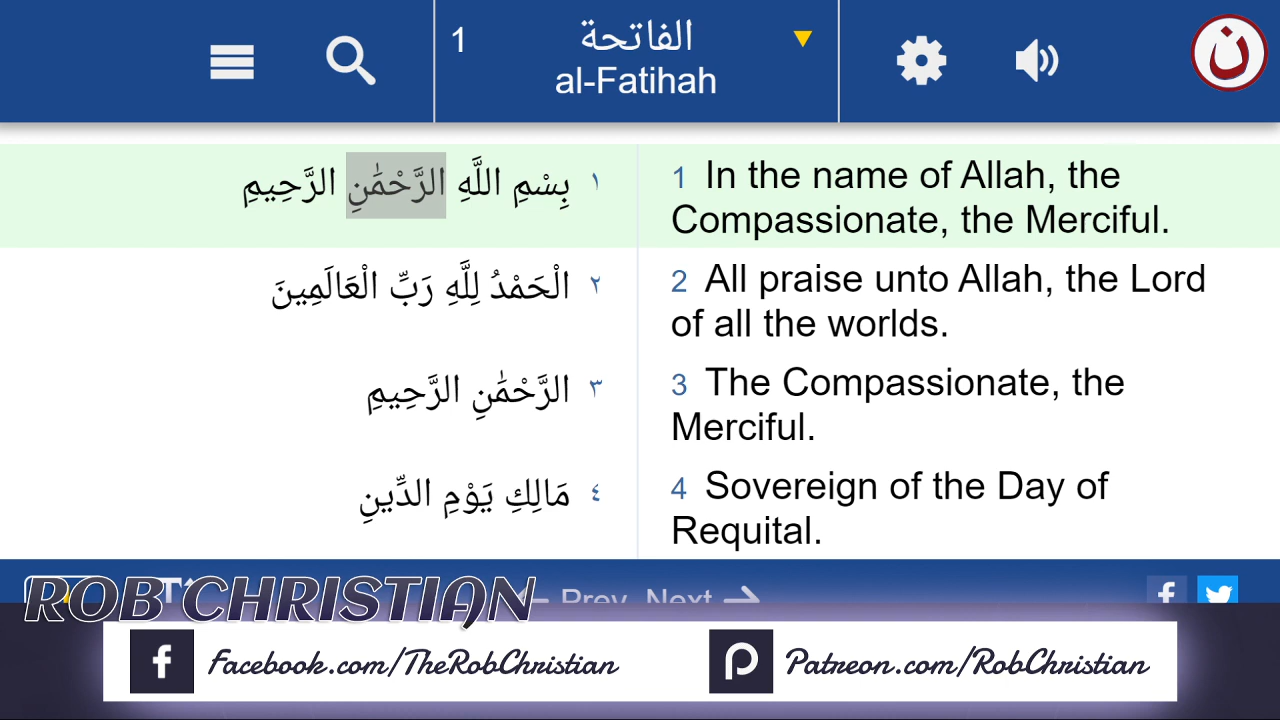 1
الفاتحة
al-Fatihah
ن
١ بِسْمِ اللَّهِ الرَّحْمَٰنِ الرَّحِيمِ
1 In the name of Allah, the
Compassionate, the Merciful.
٢ الْحَمْدُ لِلَّهِ رَبِّ الْعَالَمِينَ
2 All praise unto Allah, the Lord
of all the worlds.
٣ الرَّحْمَٰنِ الرَّحِيمِ
3 The Compassionate, the
Merciful.
٤ مَالِكِ يَوْمِ الدِّينِ
4 Sovereign of the Day of
Requital.
Prev Next
ROB CHRISTIAN
Facebook.com/TheRobChristian
Patreon.com/RobChristian